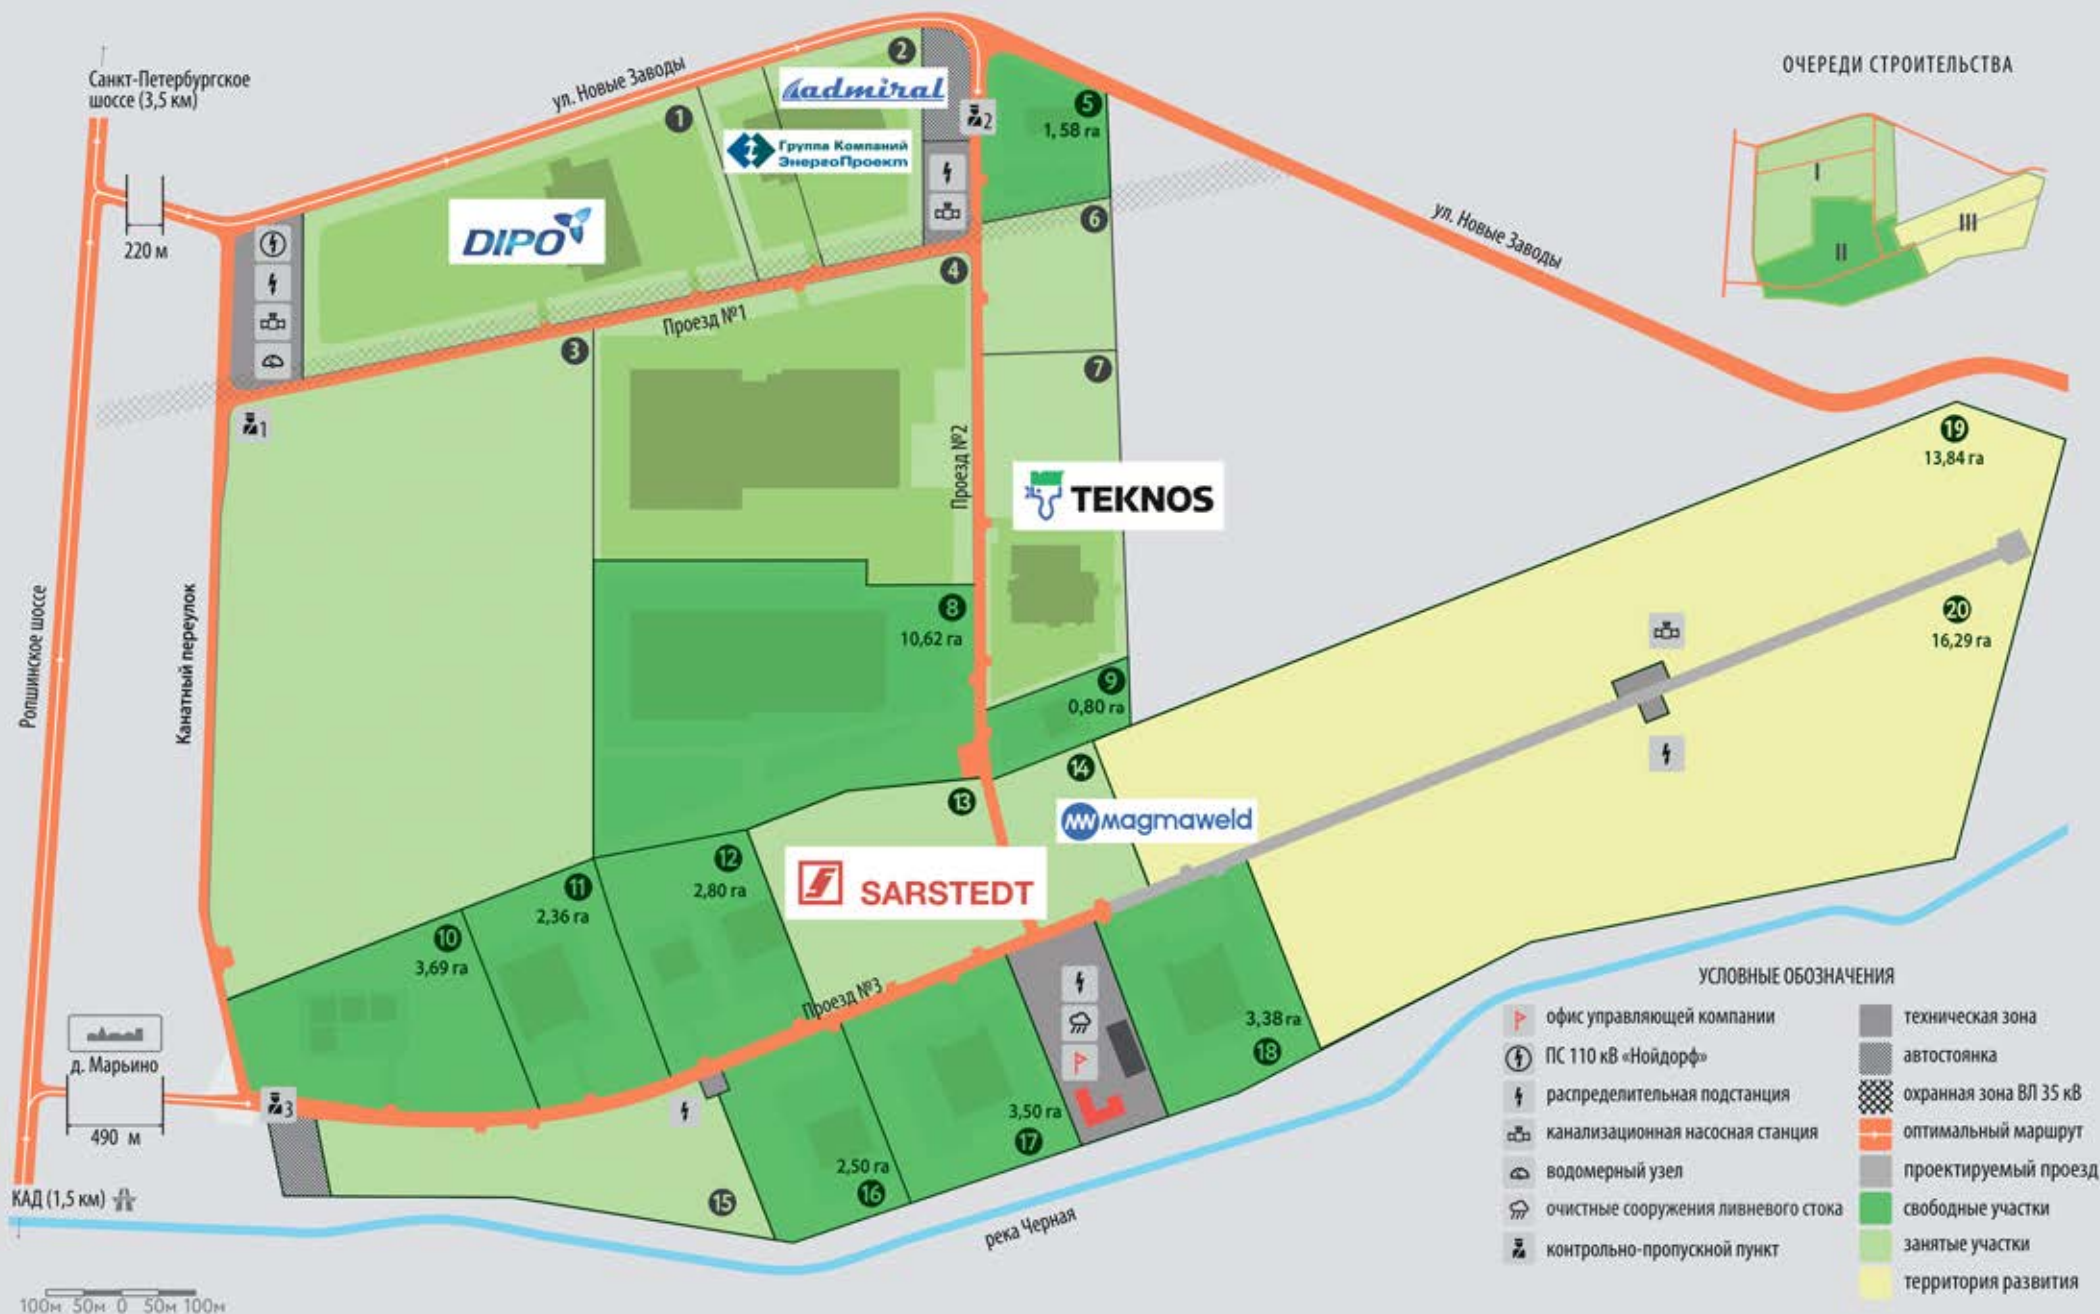 Санкт-Петербургское
шоссе (3,5 км)
ул. Новые Заводы
ОЧЕРЕДИ СТРОИТЕЛЬСТВА
I
II
III
220 м
1
2
admiral
Группа Компаний
ЭнергоПроект
DIPO
2
5
1,58 га
6
ул. Новые Заводы
4
Проезд №1
3
7
1
Проезд №2
TEKNOS
19
13,84 га
20
16,29 га
Ропшинское шоссе
Канатный переулок
8
10,62 га
9
0,80 га
14
13
magmaweld
SARSTEDT
12
2,80 га
11
2,36 га
10
3,69 га
Проезд №3
д. Марьино
490 м
3
КАД (1,5 км)
15
2,50 га
16
3,50 га
17
3,38 га
18
река Черная
100м 50м 0 50м 100м
УСЛОВНЫЕ ОБОЗНАЧЕНИЯ
офис управляющей компании
ПС 110 кВ «Нойдорф»
распределительная подстанция
канализационная насосная станция
водомерный узел
очистные сооружения ливневого стока
контрольно-пропускной пункт
техническая зона
автостоянка
охранная зона ВЛ 35 кВ
оптимальный маршрут
проектируемый проезд
свободные участки
занятые участки
территория развития